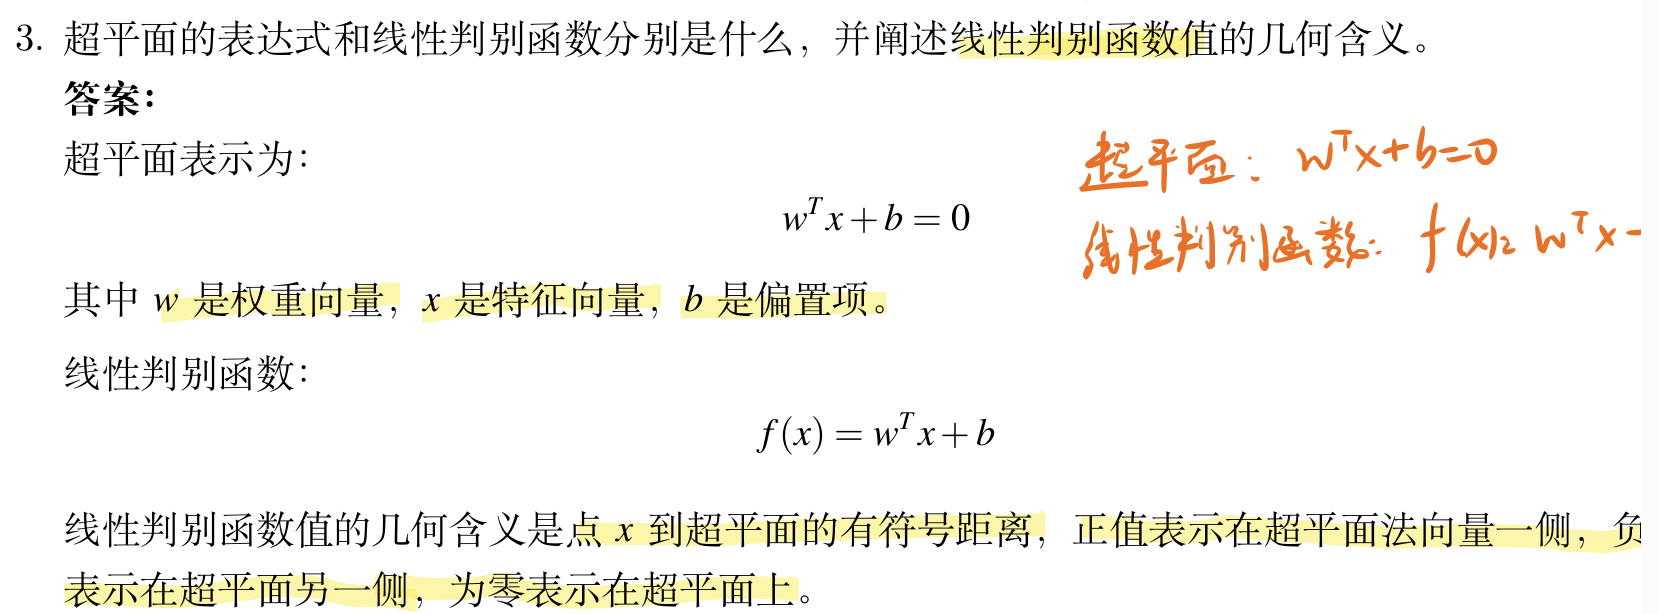 3. 超平面的表达式和线性判别函数分别是什么，并阐述线性判别函数值的几何含义。
答案：
超平面表示为：
w^T x + b = 0
超平面： w^T x + b = 0
线性判别函数： f(x) = w^T x -
其中 w 是权重向量，x 是特征向量，b 是偏置项。
线性判别函数：
f(x) = w^T x + b
线性判别函数值的几何含义是点 x 到超平面的有符号距离，正值表示在超平面法向量一侧，负
表示在超平面另一侧，为零表示在超平面上。